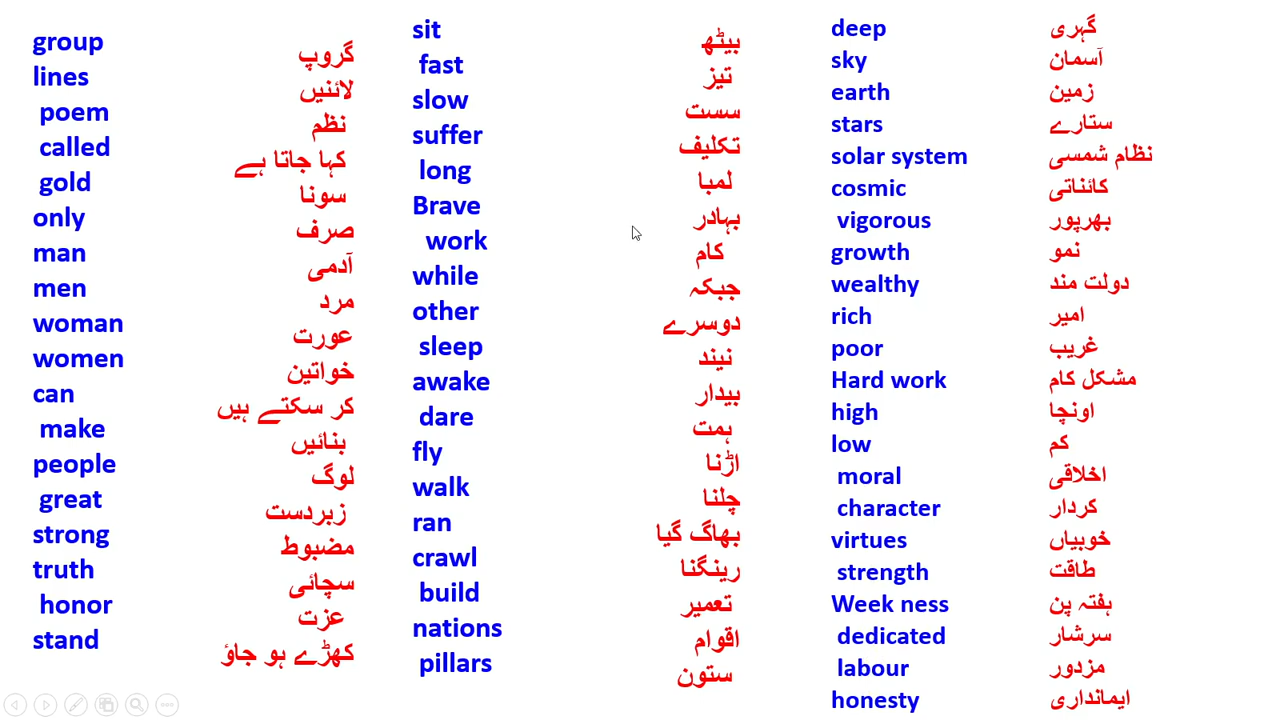 group گروپ
lines لائنیں
poem نظم
called کہا جاتا ہے
gold سونا
only صرف
man آدمی
men مرد
woman عورت
women خواتین
can کر سکتے ہیں
make بنائیں
people لوگ
great زبردست
strong مضبوط
truth سچائی
honor عزت
stand کھڑے ہو جاؤ
sit بیٹھ
fast تیز
slow سست
suffer تکلیف
long لمبا
Brave بہادر
work کام
while جبکہ
other دوسرے
sleep نیند
awake بیدار
dare ہمت
fly اڑنا
walk چلنا
ran بھاگ گیا
crawl رینگنا
build تعمیر
nations اقوام
pillars ستون
deep گہری
sky آسمان
earth زمین
stars ستارے
solar system نظام شمسی
cosmic کائناتی
vigorous بھرپور
growth نمو
wealthy دولت مند
rich امیر
poor غریب
Hard work مشکل کام
high اونچا
low کم
moral اخلاقی
character کردار
virtues خوبیاں
strength طاقت
Week ness ہفتہ پن
dedicated سرشار
labour مزدور
honesty ایمانداری